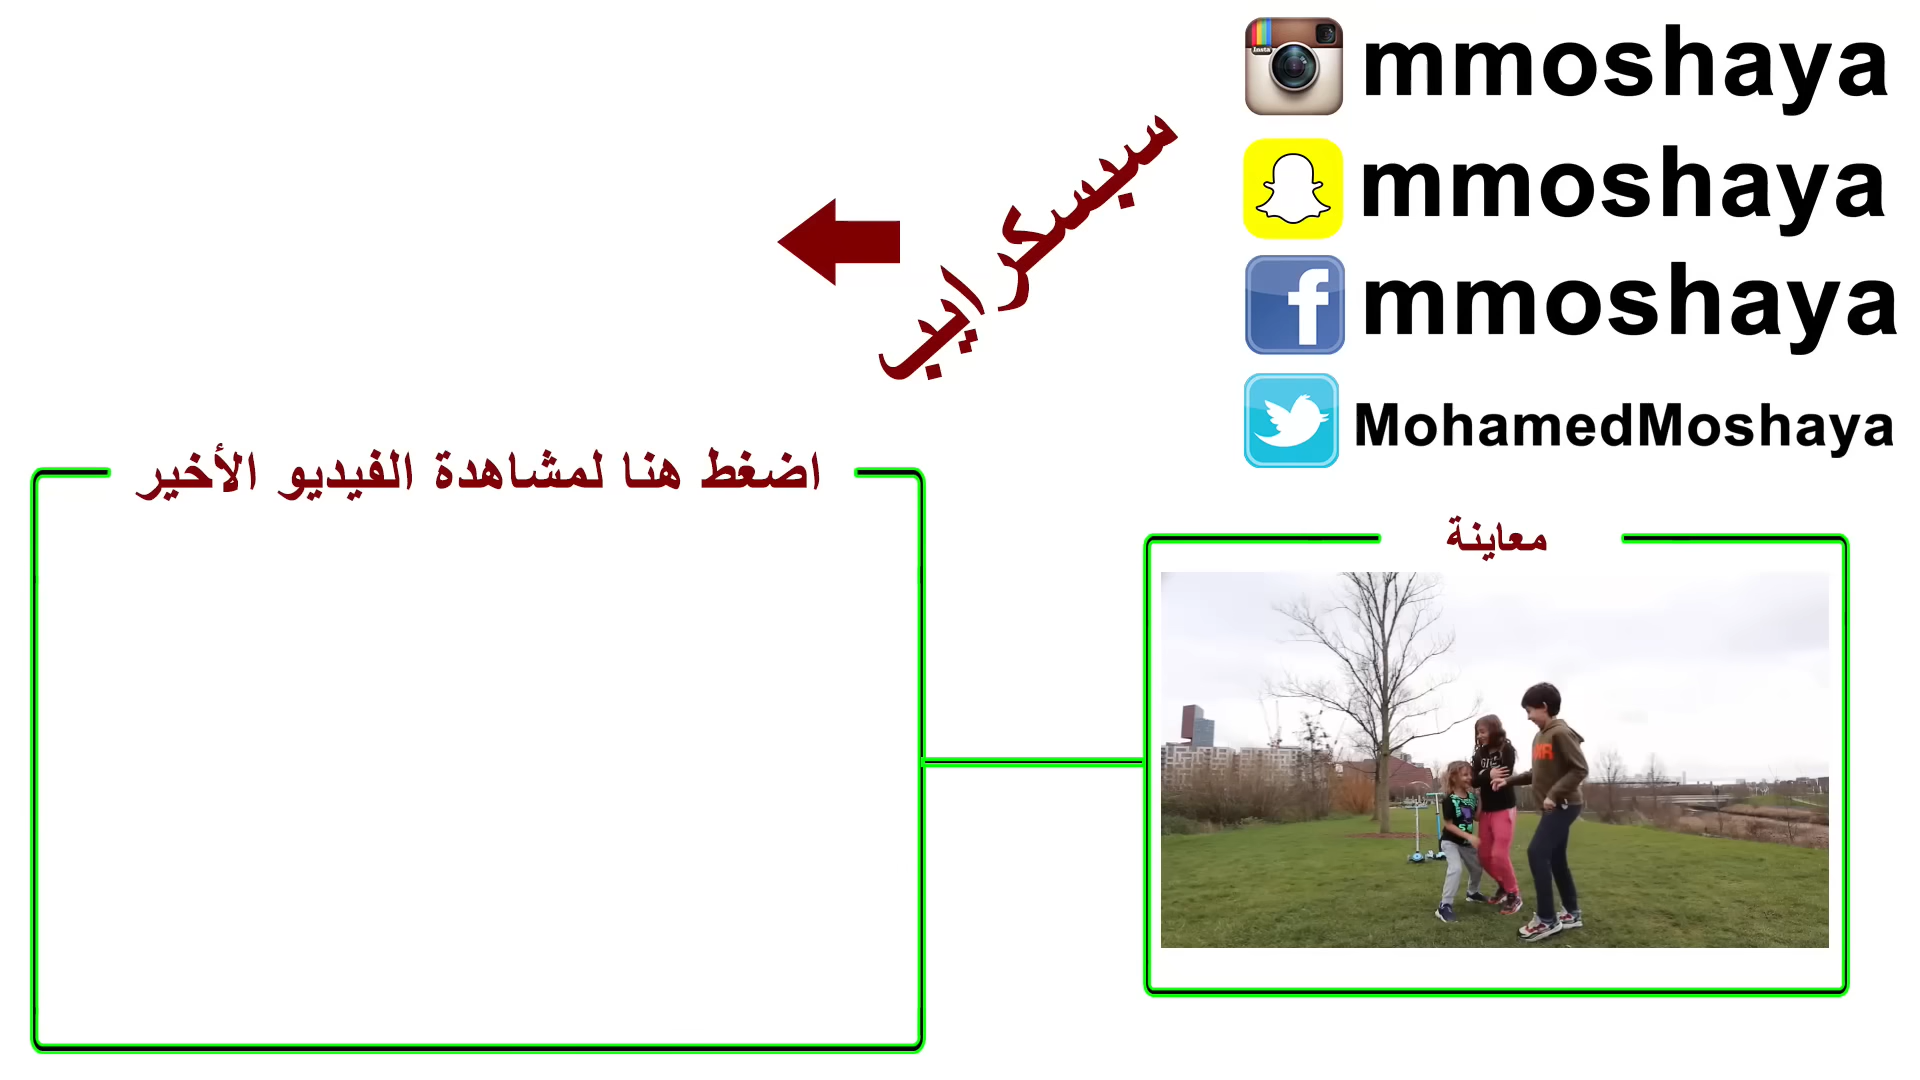 mmoshaya
mmoshaya
mmoshaya
MohamedMoshaya
سبسكرايب
اضغط هنا لمشاهدة الفيديو الأخير
معاينة